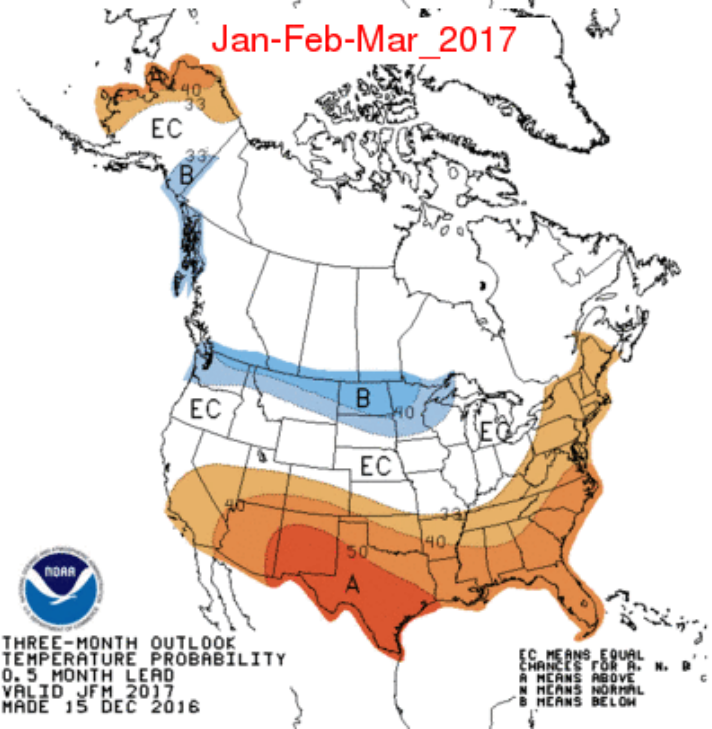 Jan-Feb-Mar_2017
A
40
33
EC
33
B
B
40
EC
EC
EC
40
33
40
50
A
NOAA
THREE-MONTH OUTLOOK
TEMPERATURE PROBABILITY
0.5 MONTH LEAD
VALID JFM 2017
MADE 15 DEC 2016
EC MEANS EQUAL
CHANCES FOR A, N, B
A MEANS ABOVE
N MEANS NORMAL
B MEANS BELOW